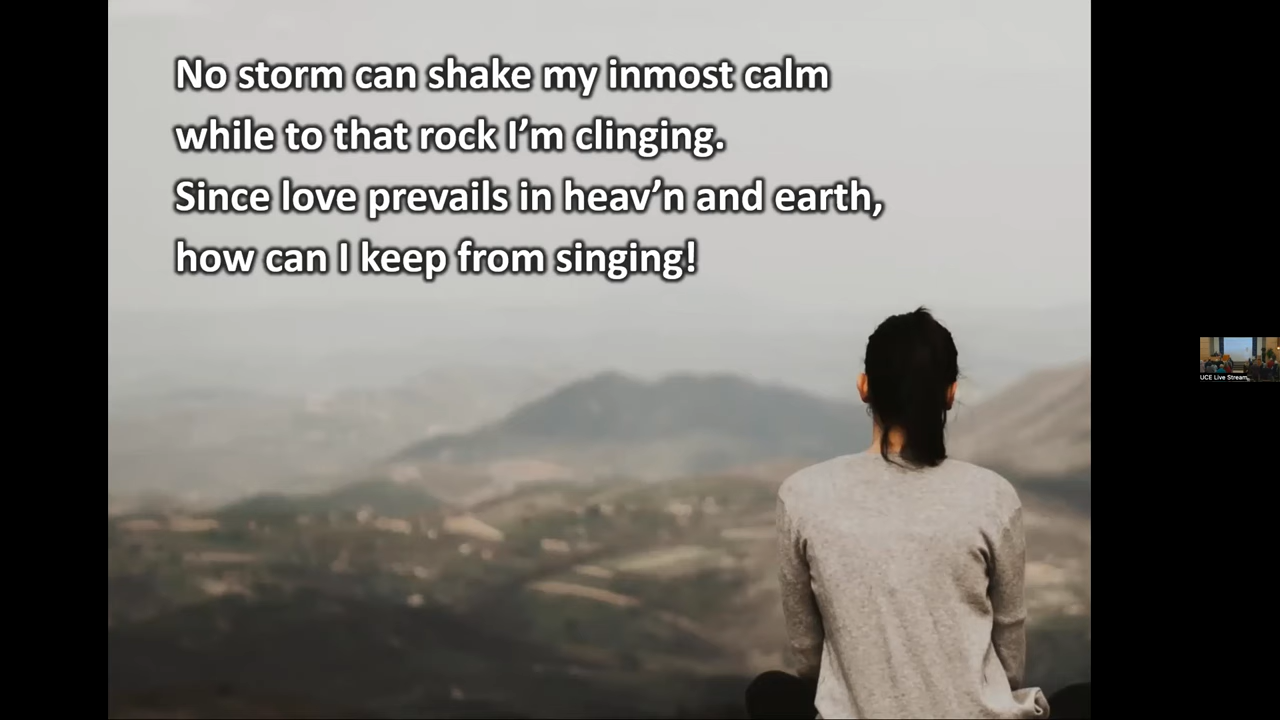 No storm can shake my inmost calm
while to that rock I’m clinging.
Since love prevails in heav’n and earth,
how can I keep from singing!
UCE Live Stream